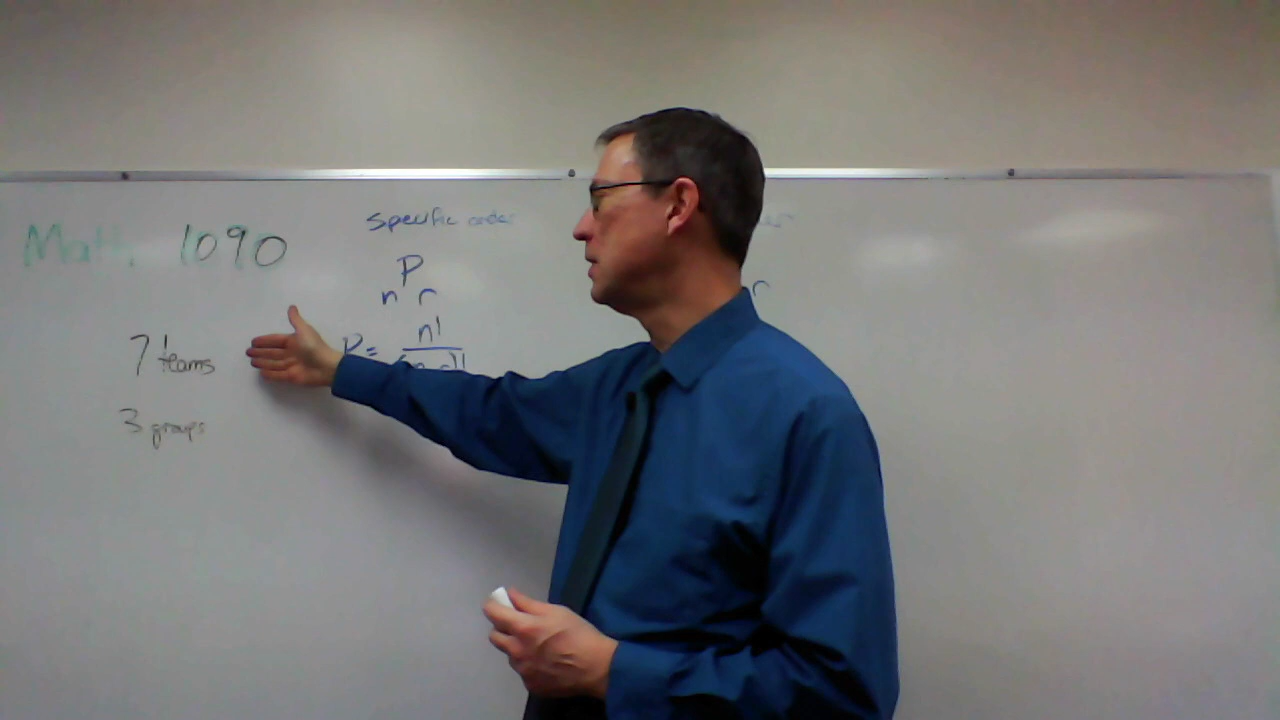 Math 1090
specific order
P
n r
P = n!
7 teams
3 groups
r